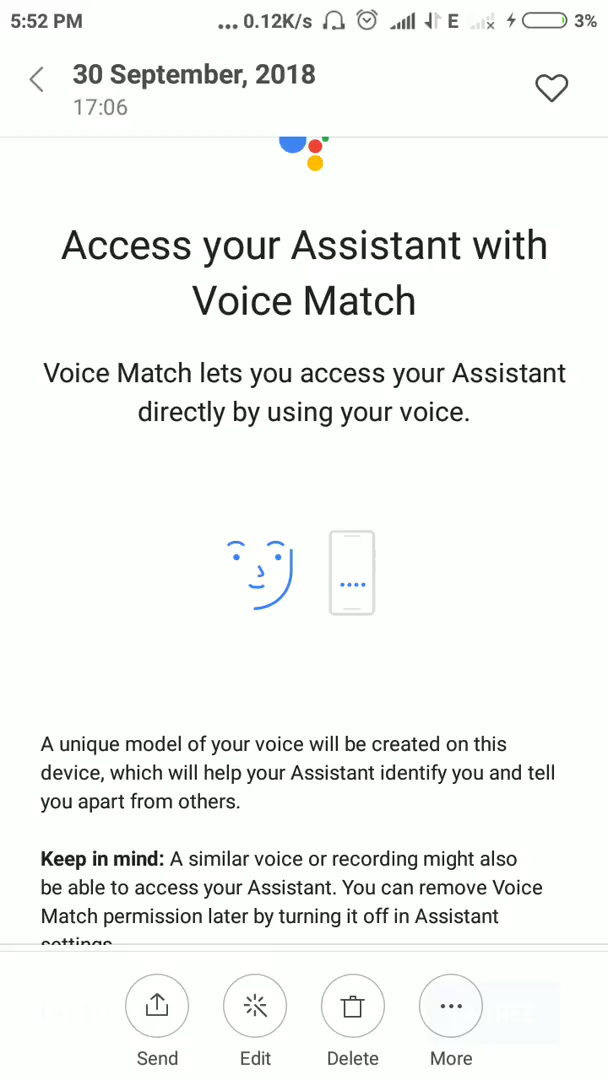 5:52 PM ... 0.12K/s E 3%
30 September, 2018
17:06
Access your Assistant with
Voice Match
Voice Match lets you access your Assistant
directly by using your voice.
A unique model of your voice will be created on this
device, which will help your Assistant identify you and tell
you apart from others.
Keep in mind: A similar voice or recording might also
be able to access your Assistant. You can remove Voice
Match permission later by turning it off in Assistant
settings.
Send Edit Delete More